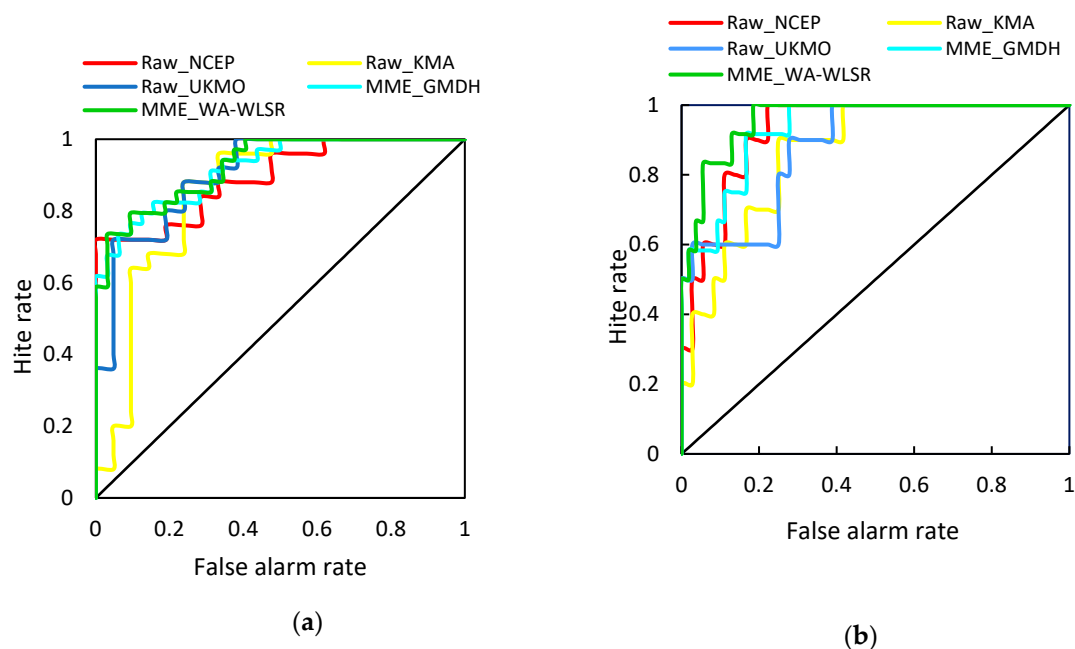 Raw_NCEP Raw_KMA
Raw_UKMO MME_GMDH
MME_WA-WLSR
1
0.8
0.6
0.4
0.2
0
Hite rate
0 0.2 0.4 0.6 0.8 1
False alarm rate
(a)
Raw_NCEP Raw_KMA
Raw_UKMO MME_GMDH
MME_WA-WLSR
1
0.8
0.6
0.4
0.2
0
Hite rate
0 0.2 0.4 0.6 0.8 1
False alarm rate
(b)